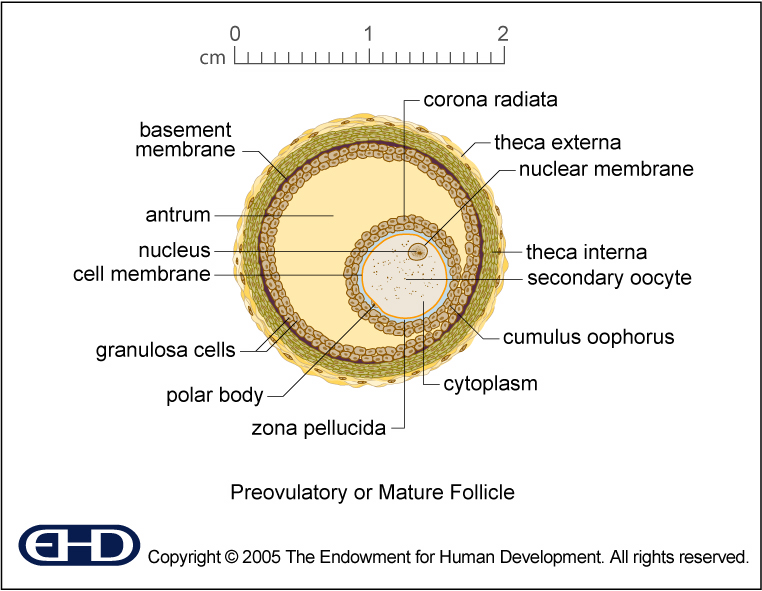 0 1 2
cm
corona radiata
basement
membrane
theca externa
nuclear membrane
antrum
nucleus
theca interna
cell membrane
secondary oocyte
cumulus oophorus
granulosa cells
cytoplasm
polar body
zona pellucida
Preovulatory or Mature Follicle
EHD
Copyright © 2005 The Endowment for Human Development. All rights reserved.